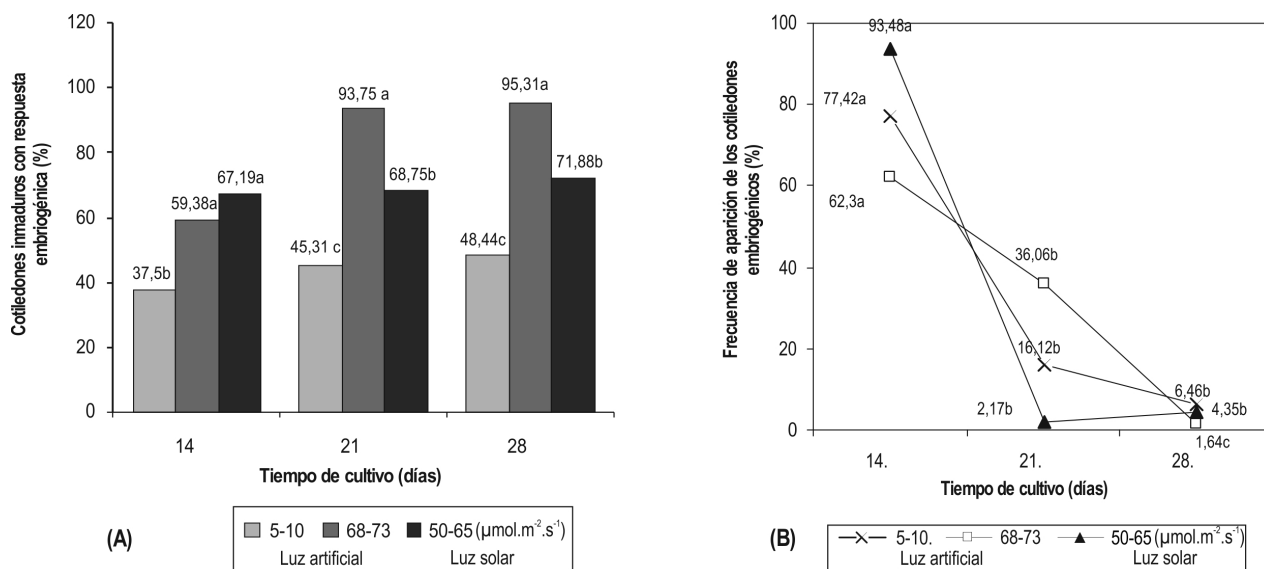 Cotiledones inmaduros con respuesta
embriogénica (%)
120
100
80
60
40
20
0
37,5b
59,38a
67,19a
45,31 c
93,75 a
68,75b
48,44c
95,31a
71,88b
14
21
28
Tiempo de cultivo (días)
(A)
5-10
68-73
50-65 (µmol.m-2.s-1)
Luz artificial
Luz solar
Frecuencia de aparición de los cotiledones
embriogénicos (%)
100
80
60
40
20
0
93,48a
77,42a
62,3a
36,06b
16,12b
2,17b
6,46b
4,35b
1,64c
14.
21.
28.
Tiempo de cultivo (días)
(B)
5-10.
68-73
50-65 (µmol.m-2.s-1)
Luz artificial
Luz solar